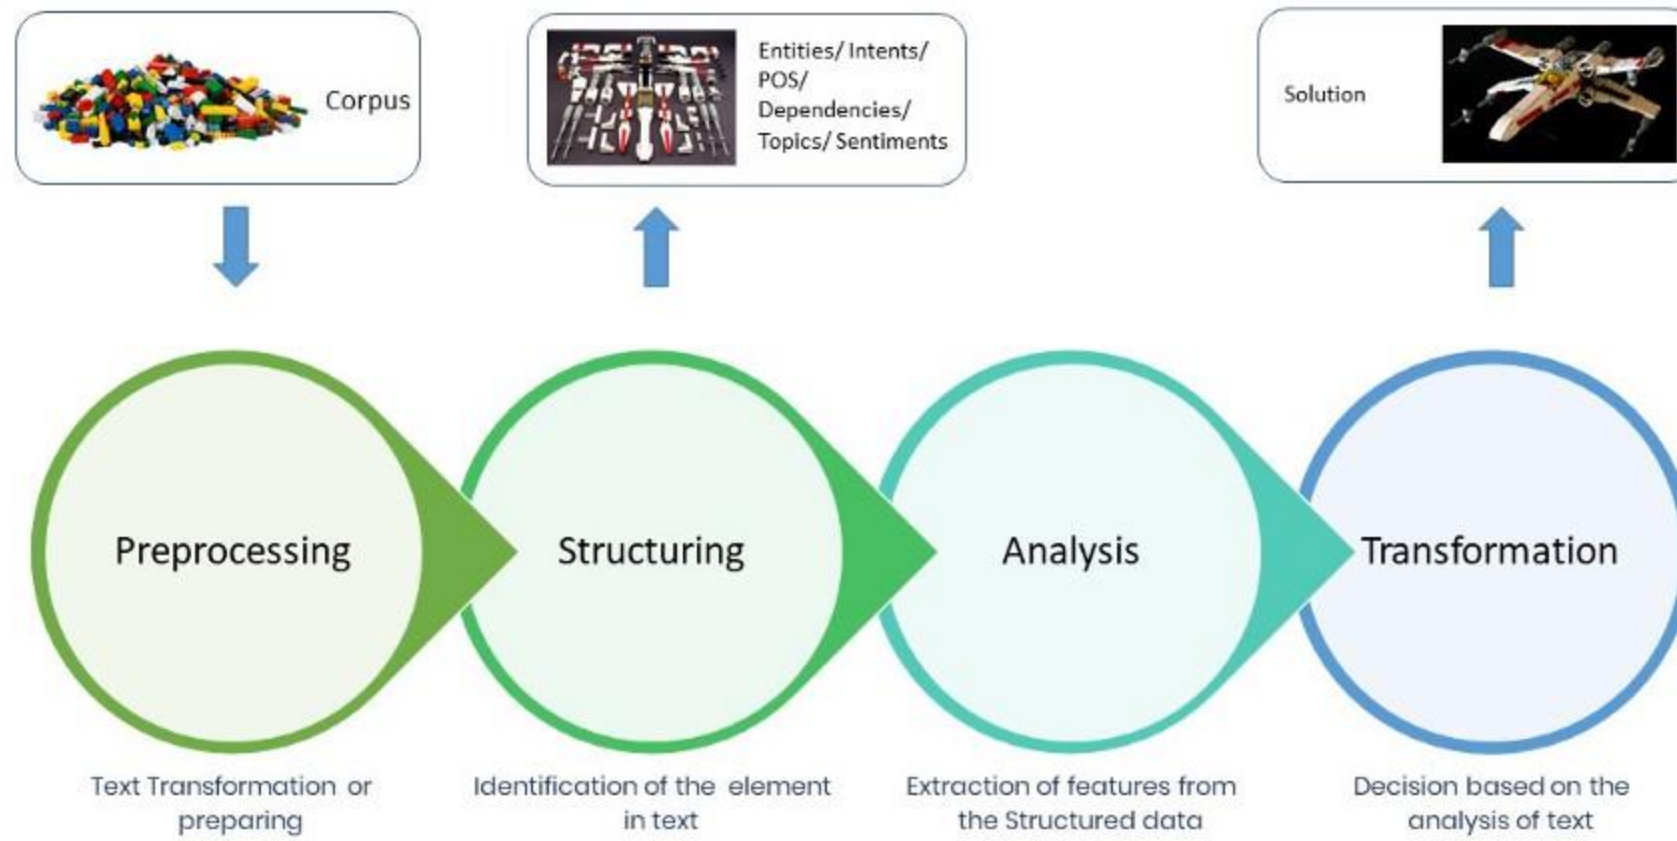 Corpus
Entities/ Intents/
POS/
Dependencies/
Topics/ Sentiments
Solution
Preprocessing
Structuring
Analysis
Transformation
Text Transformation or
preparing
Identification of the element
in text
Extraction of features from
the Structured data
Decision based on the
analysis of text